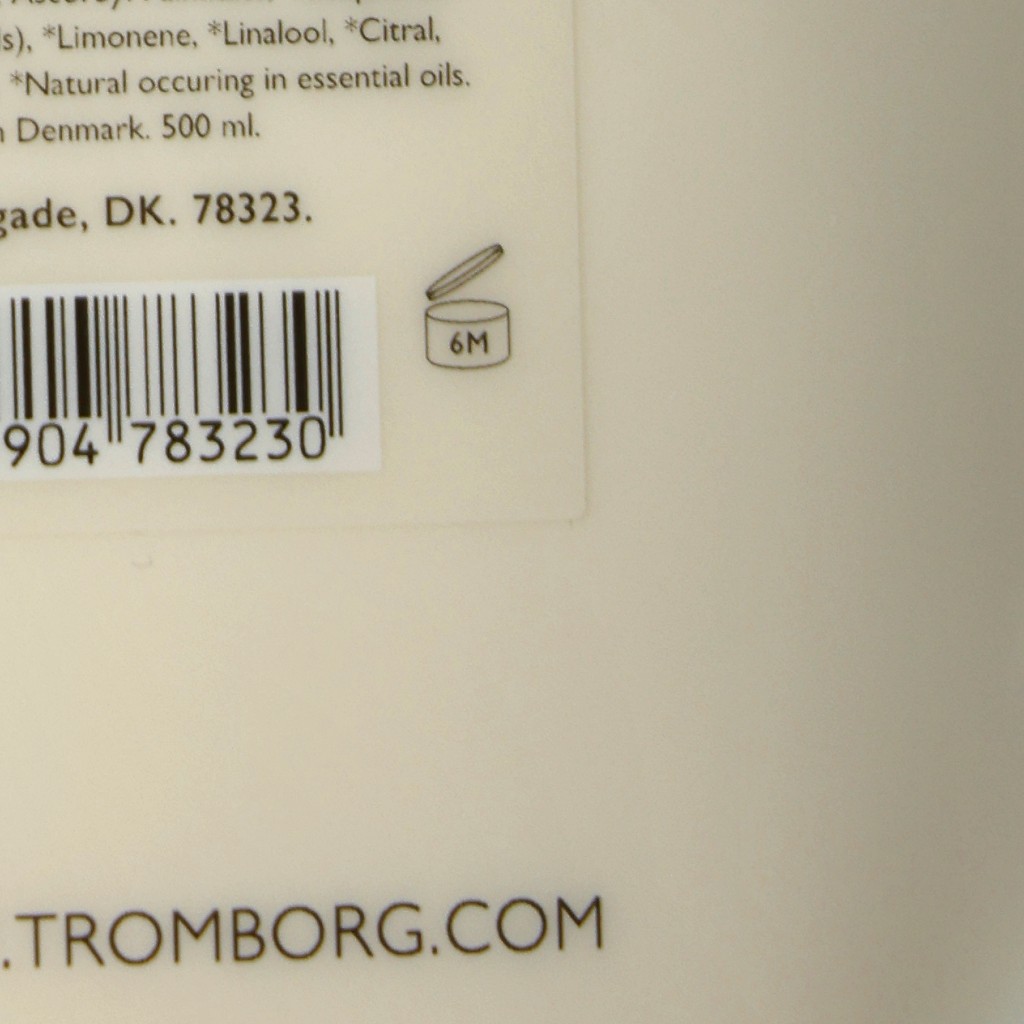 s), *Limonene, *Linalool, *Citral,
*Natural occuring in essential oils.
Denmark. 500 ml.
gade, DK. 78323.
6M
904 783230
.TROMBORG.COM